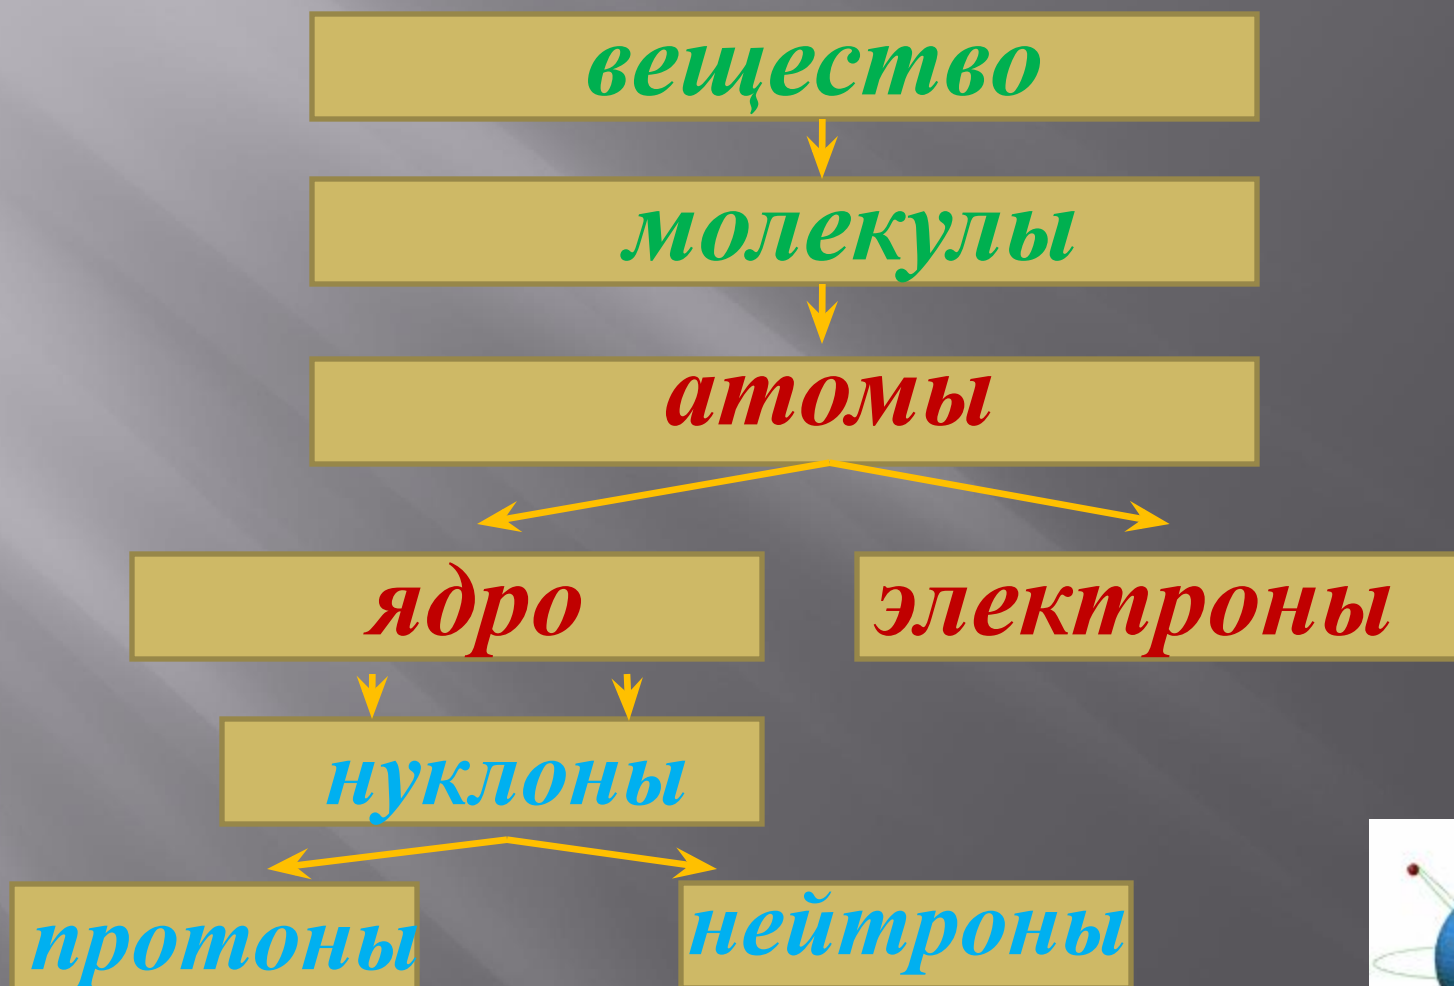 вещество
молекулы
атомы
ядро
электроны
нуклоны
протоны
нейтроны